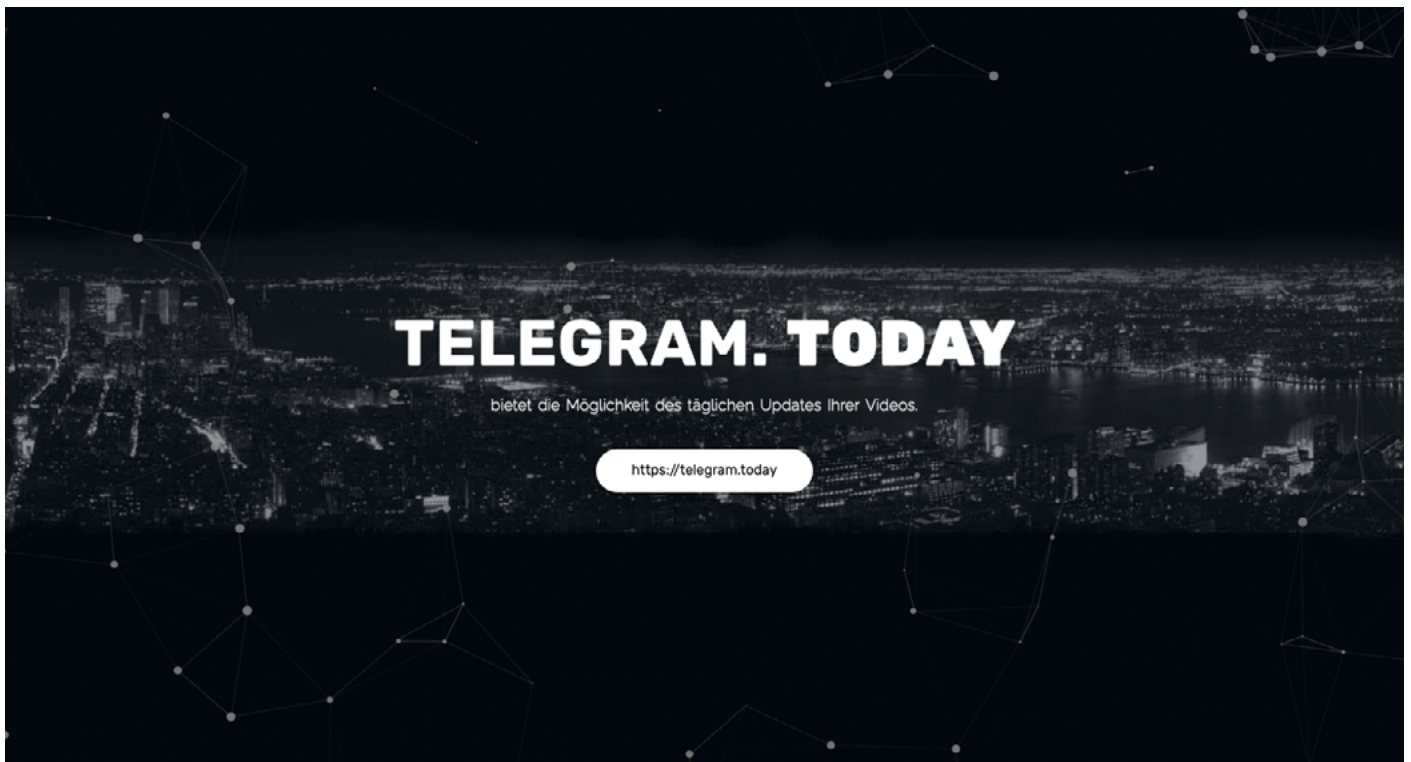 TELEGRAM. TODAY
bietet die Möglichkeit des täglichen Updates Ihrer Videos.
https://telegram.today